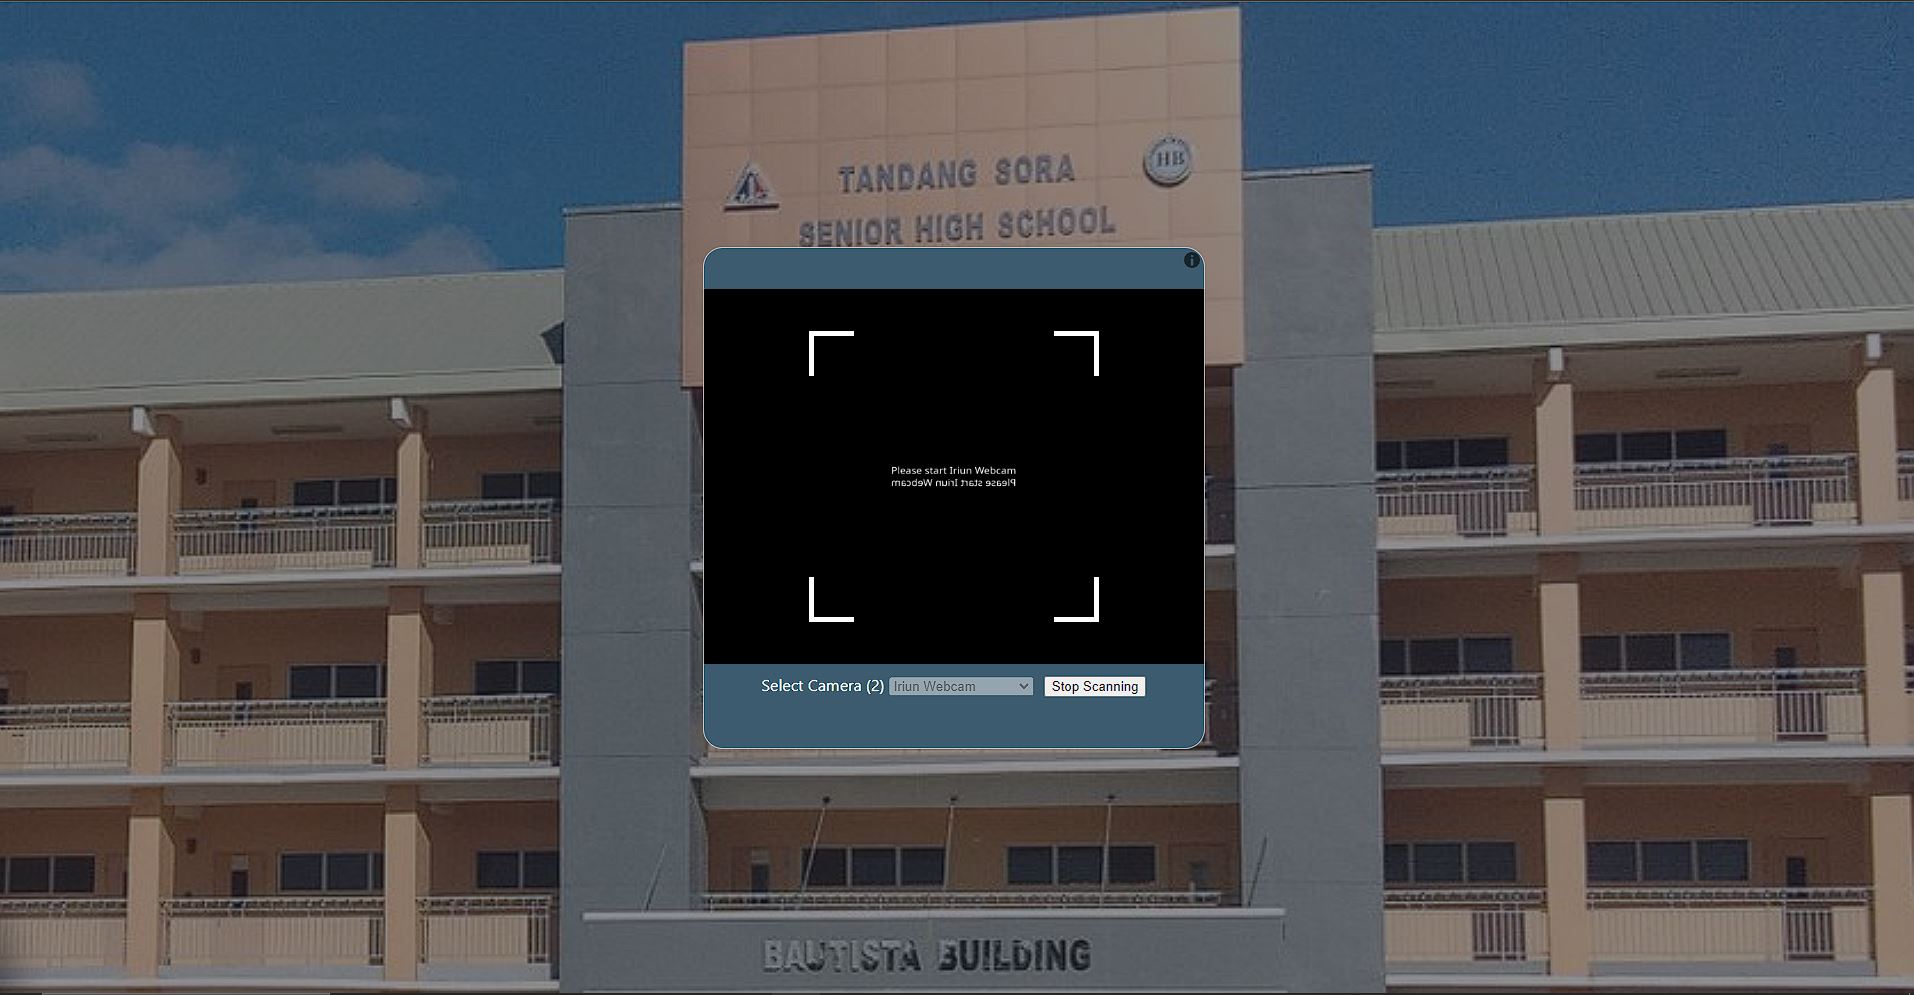 TANDANG SORA
SENIOR HIGH SCHOOL
HB
i
Please start Iriun Webcam
Please start Iriun Webcam
Select Camera (2) Iriun Webcam Stop Scanning
BAUTISTA BUILDING